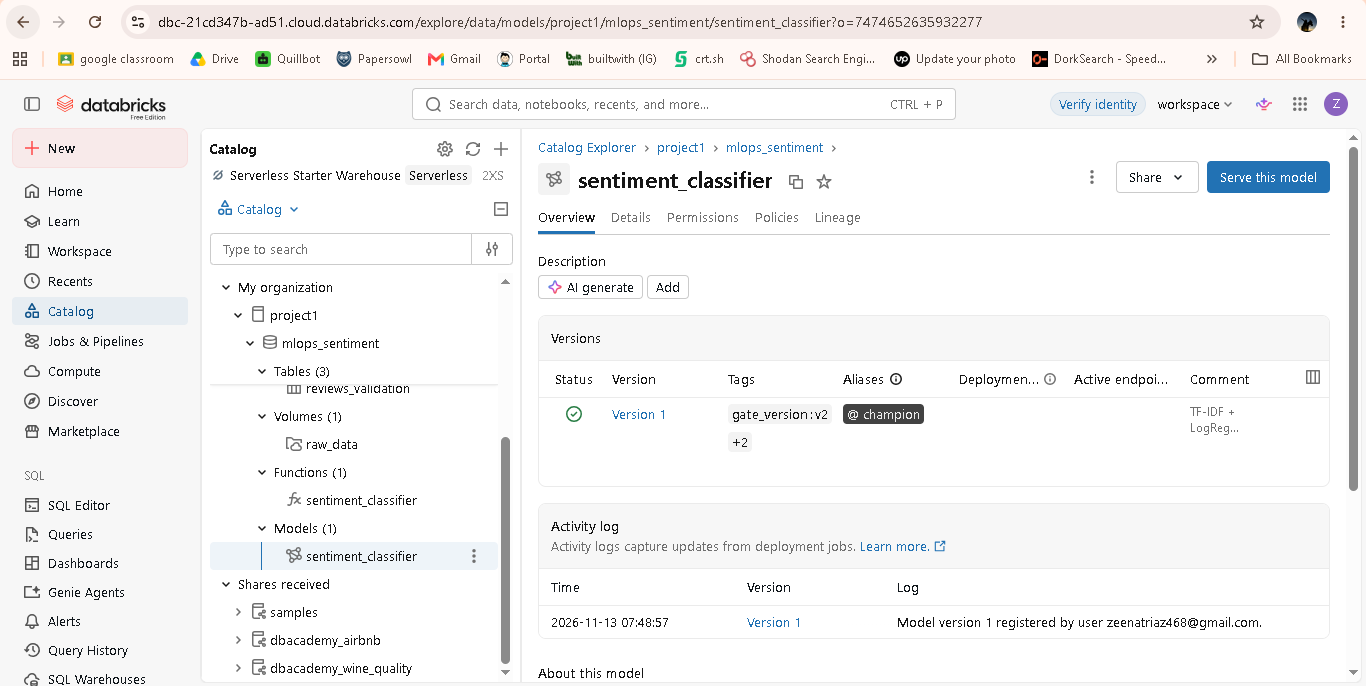 dbc-21cd347b-ad51.cloud.databricks.com/explore/data/models/project1/mlops_sentiment/sentiment_classifier?o=7474652635932277
google classroom
Drive
Quillbot
Papersowl
Gmail
Portal
builtwith (IG)
crt.sh
Shodan Search Engi...
Update your photo
DorkSearch - Speed...
»
All Bookmarks
databricks
Free Edition
Search data, notebooks, recents, and more...
CTRL + P
Verify identity
workspace
Z
New
Home
Learn
Workspace
Recents
Catalog
Jobs & Pipelines
Compute
Discover
Marketplace
SQL
SQL Editor
Queries
Dashboards
Genie Agents
Alerts
Query History
SQL Warehouses
Catalog
Serverless Starter Warehouse Serverless 2XS
Catalog
Type to search
My organization
project1
mlops_sentiment
Tables (3)
reviews_validation
Volumes (1)
raw_data
Functions (1)
sentiment_classifier
Models (1)
sentiment_classifier
Shares received
samples
dbacademy_airbnb
dbacademy_wine_quality
Catalog Explorer > project1 > mlops_sentiment >
sentiment_classifier
Share
Serve this model
Overview Details Permissions Policies Lineage
Description
AI generate
Add
Versions
Status Version Tags Aliases Deploymen... Active endpoi... Comment
Version 1 gate_version:v2 @ champion TF-IDF +
+2 LogReg...
Activity log
Activity logs capture updates from deployment jobs. Learn more.
Time Version Log
2026-11-13 07:48:57 Version 1 Model version 1 registered by user zeenatriaz468@gmail.com.
About this model